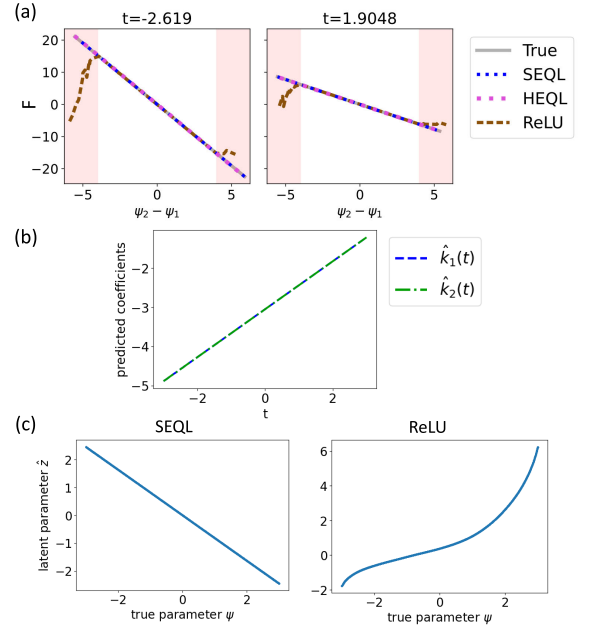 (a)
t=-2.619
t=1.9048
20
10
0
−10
−20
F
−5
0
5
ψ₂ − ψ₁
−5
0
5
ψ₂ − ψ₁
True
SEQL
HEQL
ReLU
(b)
predicted coefficients
−2
−3
−4
−5
−2
0
2
t
k̂₁(t)
k̂₂(t)
(c)
SEQL
ReLU
latent parameter ẑ
2
1
0
−1
−2
−2
0
2
true parameter ψ
6
4
2
0
−2
−2
0
2
true parameter ψ